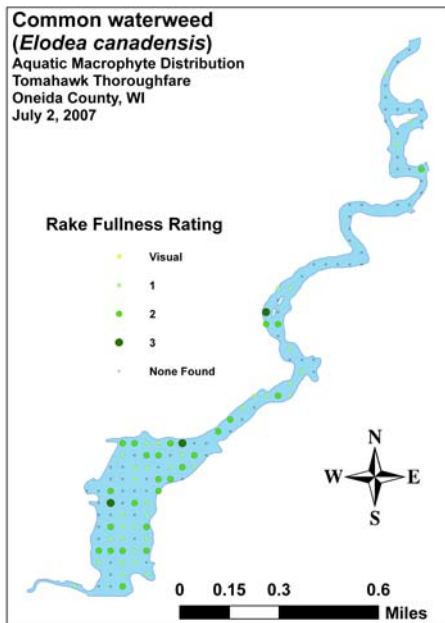 Common waterweed
(Elodea canadensis)
Aquatic Macrophyte Distribution
Tomahawk Thoroughfare
Oneida County, WI
July 2, 2007
Rake Fullness Rating
Visual
1
2
3
None Found
N
W E
S
0 0.15 0.3 0.6
Miles